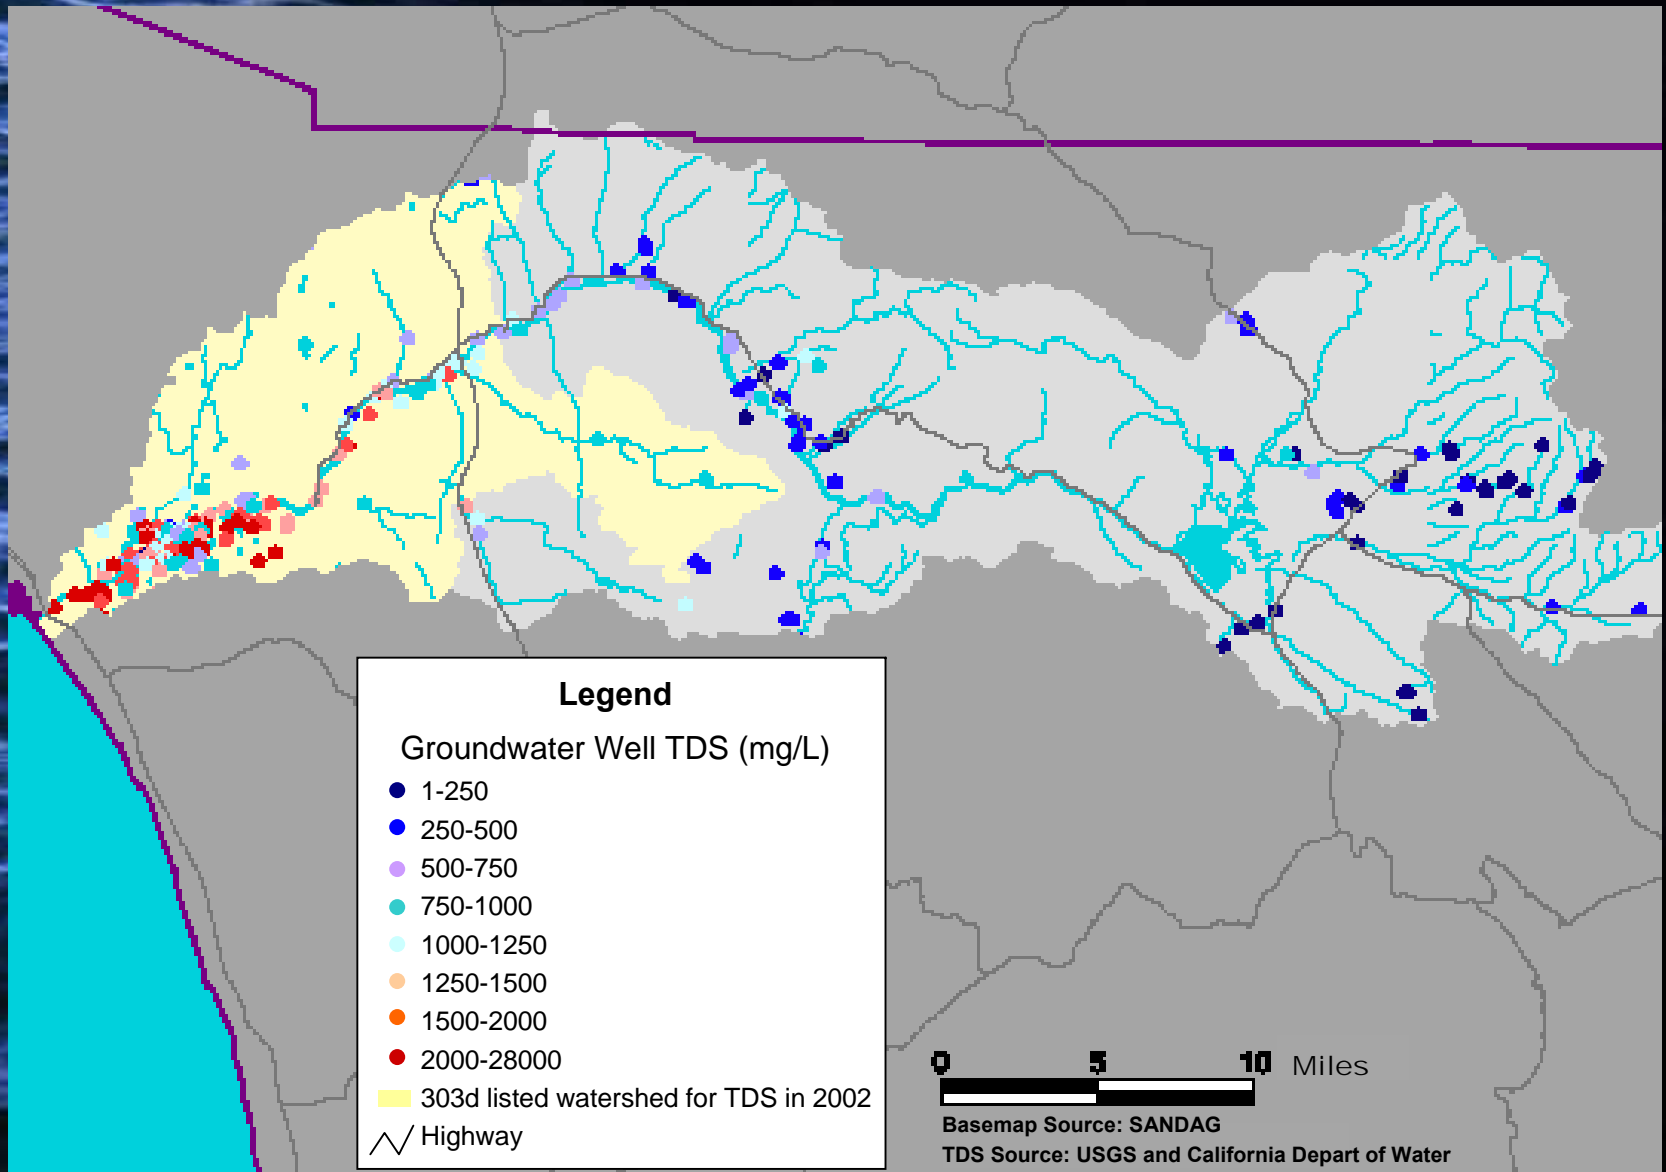 Legend
Groundwater Well TDS (mg/L)
1-250
250-500
500-750
750-1000
1000-1250
1250-1500
1500-2000
2000-28000
303d listed watershed for TDS in 2002
Highway
0 5 10 Miles
Basemap Source: SANDAG
TDS Source: USGS and California Depart of Water